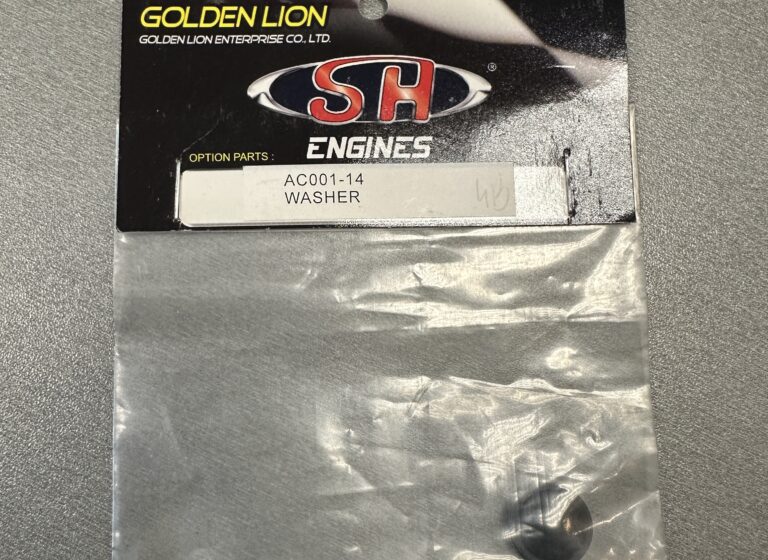 GOLDEN LION
GOLDEN LION ENTERPRISE CO., LTD.
SH ®
ENGINES
OPTION PARTS :
AC001-14
WASHER